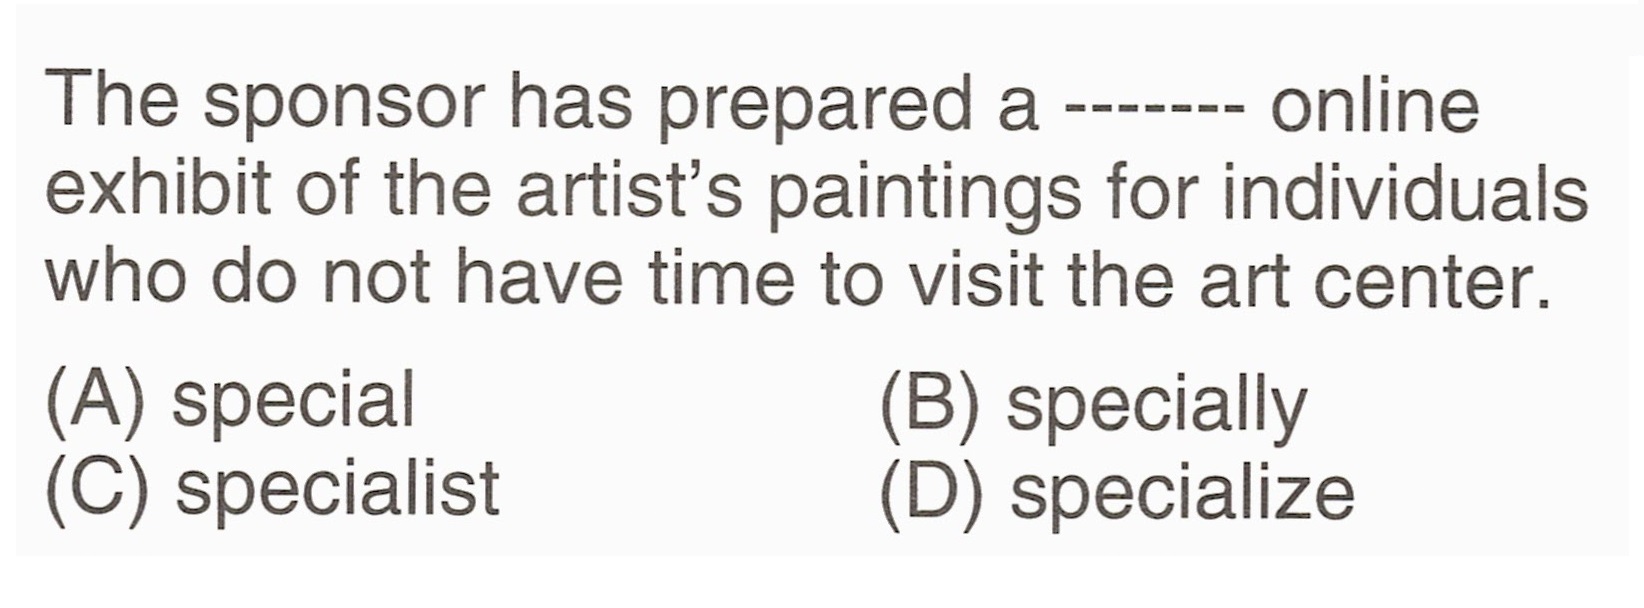 The sponsor has prepared a ------- online
exhibit of the artist's paintings for individuals
who do not have time to visit the art center.
(A) special
(B) specially
(C) specialist
(D) specialize